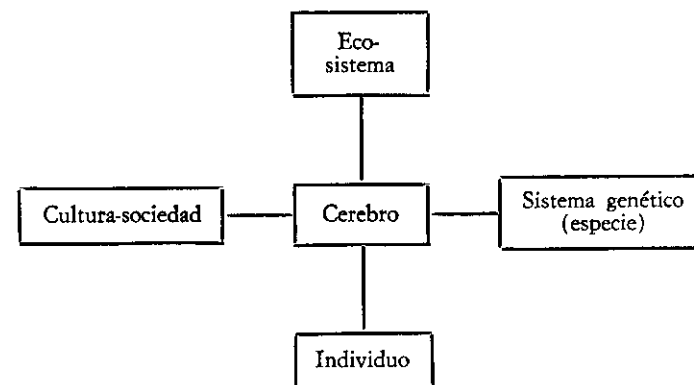 Eco-
sistema
Cultura-sociedad
Cerebro
Sistema genético
(especie)
Individuo